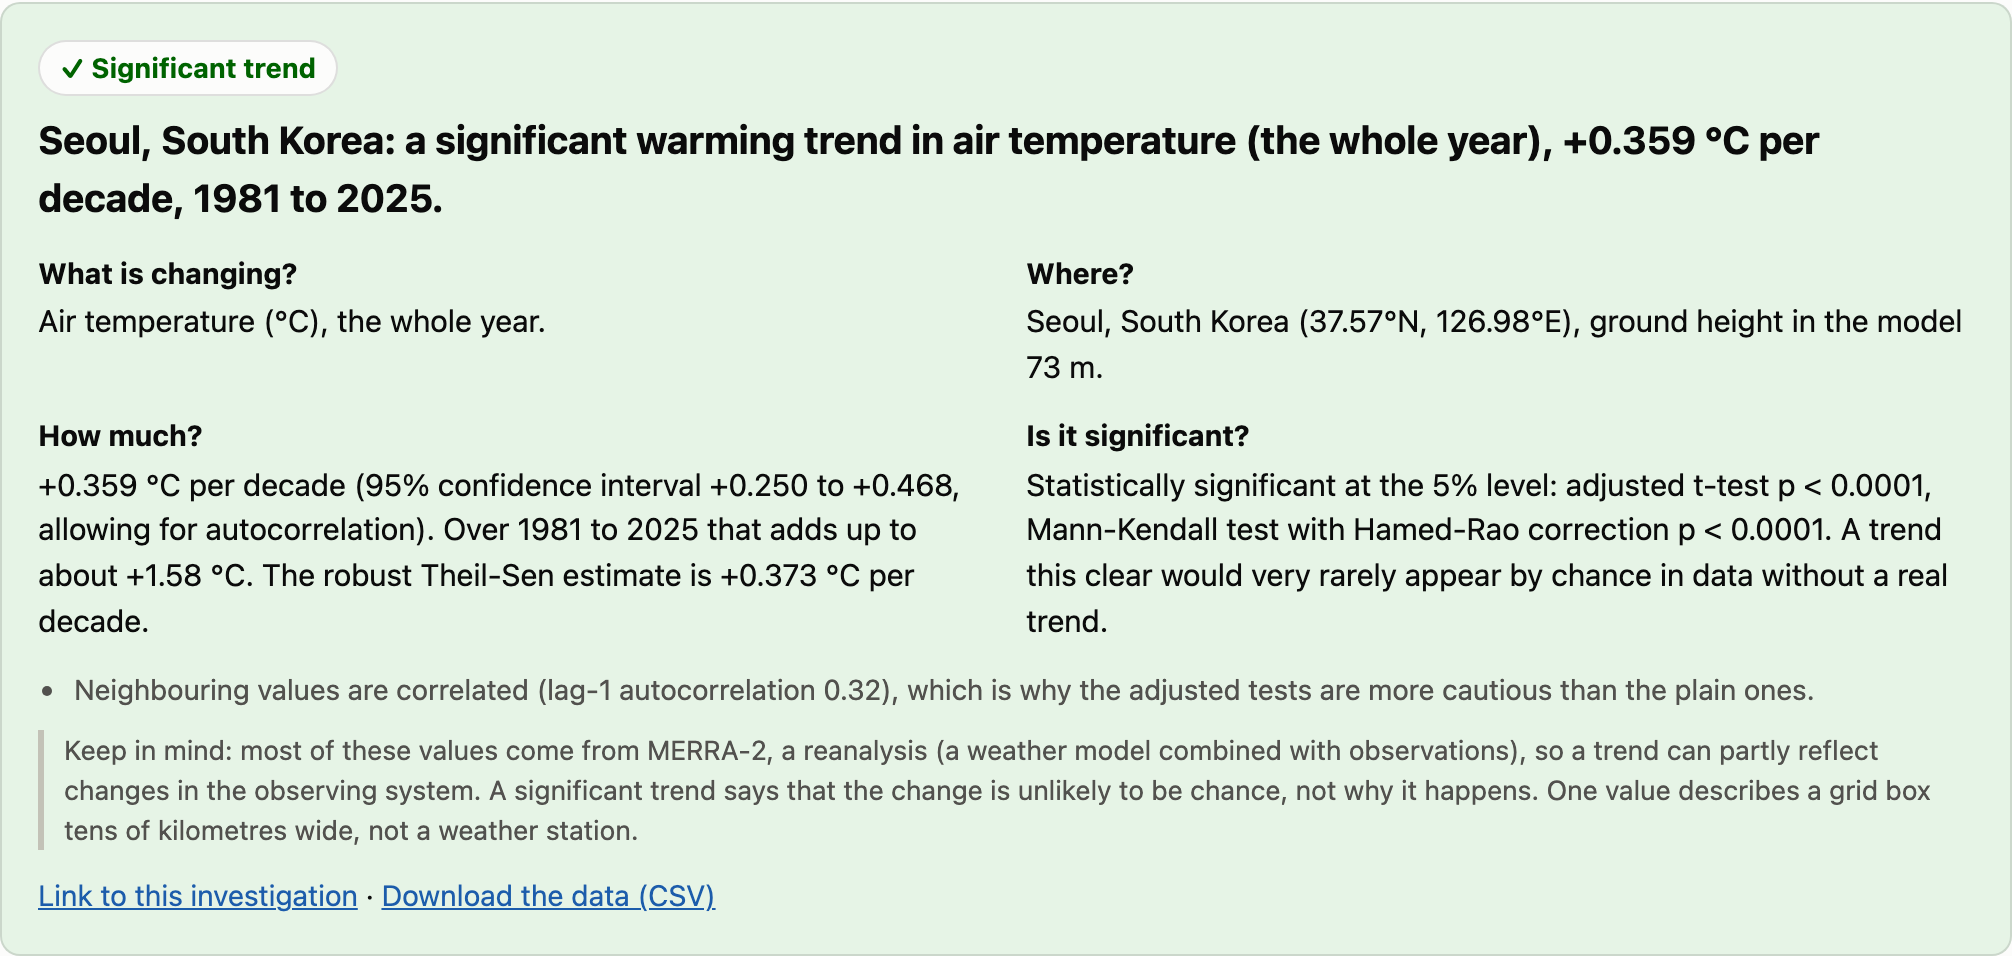 ✓ Significant trend
Seoul, South Korea: a significant warming trend in air temperature (the whole year), +0.359 °C per
decade, 1981 to 2025.
What is changing?
Air temperature (°C), the whole year.
Where?
Seoul, South Korea (37.57°N, 126.98°E), ground height in the model
73 m.
How much?
+0.359 °C per decade (95% confidence interval +0.250 to +0.468,
allowing for autocorrelation). Over 1981 to 2025 that adds up to
about +1.58 °C. The robust Theil-Sen estimate is +0.373 °C per
decade.
Is it significant?
Statistically significant at the 5% level: adjusted t-test p < 0.0001,
Mann-Kendall test with Hamed-Rao correction p < 0.0001. A trend
this clear would very rarely appear by chance in data without a real
trend.
• Neighbouring values are correlated (lag-1 autocorrelation 0.32), which is why the adjusted tests are more cautious than the plain ones.
Keep in mind: most of these values come from MERRA-2, a reanalysis (a weather model combined with observations), so a trend can partly reflect
changes in the observing system. A significant trend says that the change is unlikely to be chance, not why it happens. One value describes a grid box
tens of kilometres wide, not a weather station.
Link to this investigation · Download the data (CSV)